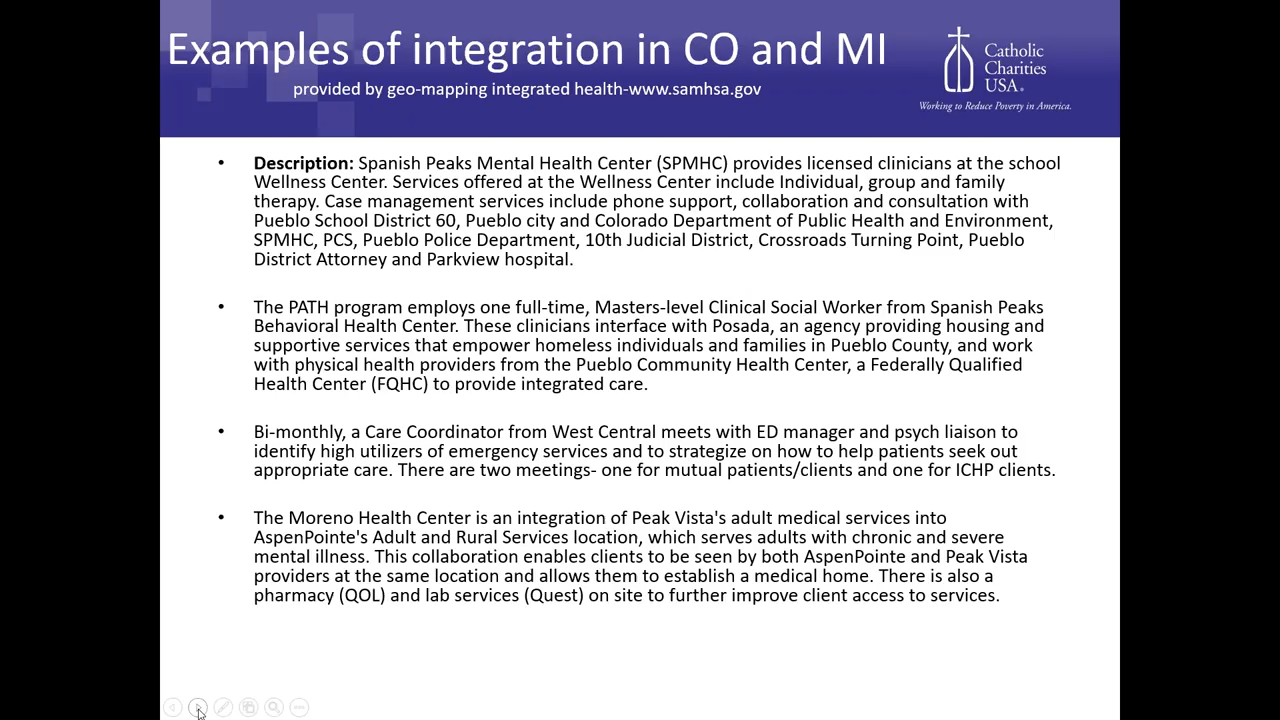 Examples of integration in CO and MI
provided by geo-mapping integrated health-www.samhsa.gov
Catholic
Charities
USA®
Working to Reduce Poverty in America.
• Description: Spanish Peaks Mental Health Center (SPMHC) provides licensed clinicians at the school
Wellness Center. Services offered at the Wellness Center include Individual, group and family
therapy. Case management services include phone support, collaboration and consultation with
Pueblo School District 60, Pueblo city and Colorado Department of Public Health and Environment,
SPMHC, PCS, Pueblo Police Department, 10th Judicial District, Crossroads Turning Point, Pueblo
District Attorney and Parkview hospital.
• The PATH program employs one full-time, Masters-level Clinical Social Worker from Spanish Peaks
Behavioral Health Center. These clinicians interface with Posada, an agency providing housing and
supportive services that empower homeless individuals and families in Pueblo County, and work
with physical health providers from the Pueblo Community Health Center, a Federally Qualified
Health Center (FQHC) to provide integrated care.
• Bi-monthly, a Care Coordinator from West Central meets with ED manager and psych liaison to
identify high utilizers of emergency services and to strategize on how to help patients seek out
appropriate care. There are two meetings- one for mutual patients/clients and one for ICHP clients.
• The Moreno Health Center is an integration of Peak Vista's adult medical services into
AspenPointe's Adult and Rural Services location, which serves adults with chronic and severe
mental illness. This collaboration enables clients to be seen by both AspenPointe and Peak Vista
providers at the same location and allows them to establish a medical home. There is also a
pharmacy (QOL) and lab services (Quest) on site to further improve client access to services.